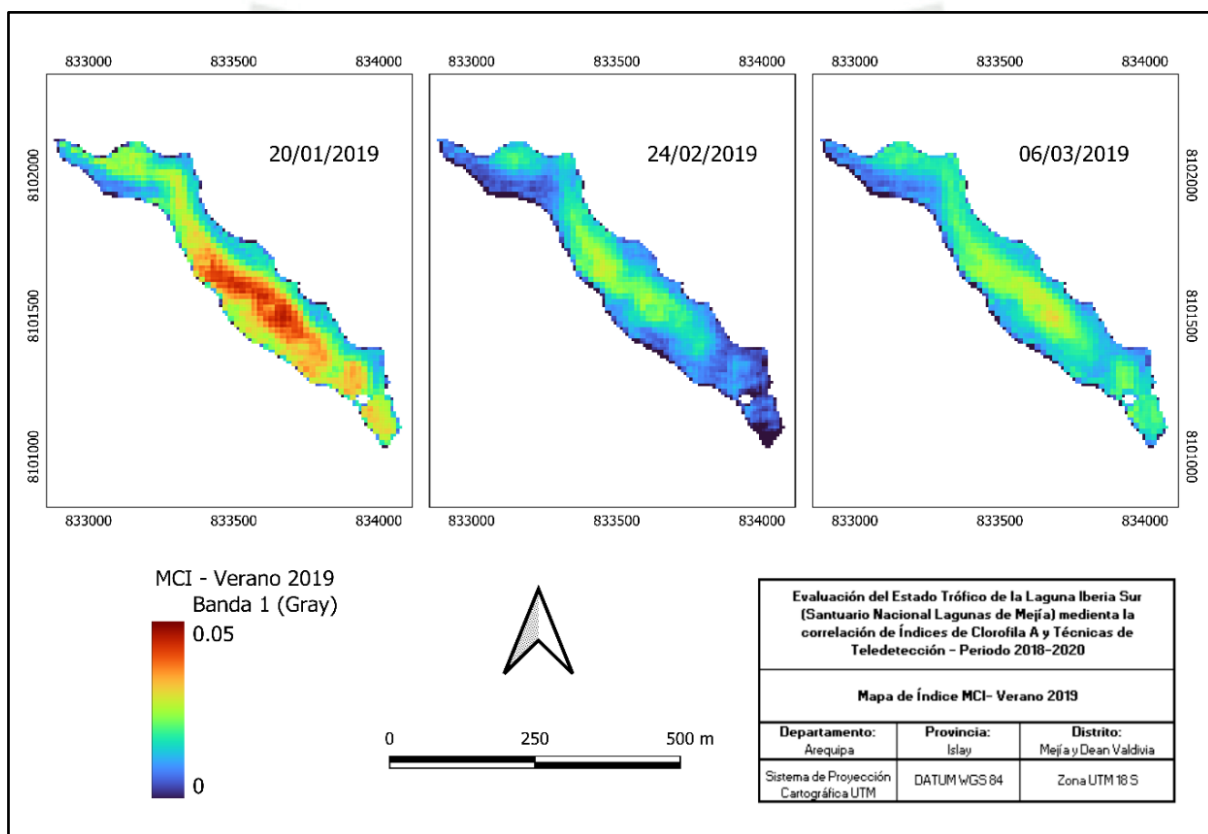 833000 833500 834000
833000 833500 834000
833000 833500 834000
20/01/2019
24/02/2019
06/03/2019
8102000
8101500
8101000
8102000
8101500
8101000
833000 833500 834000
833000 833500 834000
833000 833500 834000
MCI - Verano 2019
Banda 1 (Gray)
0.05
0
0 250 500 m
Evaluación del Estado Trófico de la Laguna Iberia Sur
(Santuario Nacional Lagunas de Mejía) medienta la
correlación de Índices de Clorofila A y Técnicas de
Teledetección - Periodo 2018-2020
Mapa de Índice MCI- Verano 2019
Departamento:
Arequipa
Provincia:
Islay
Distrito:
Mejía y Dean Valdivia
Sistema de Proyección
Cartográfica UTM
DATUM WGS 84
Zona UTM 18 S